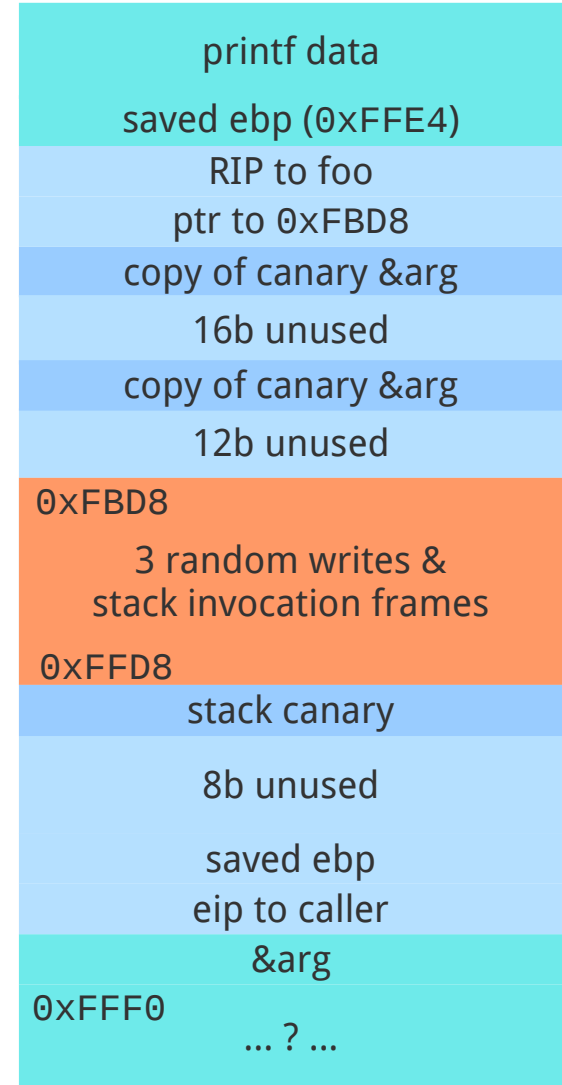 printf data
saved ebp (0xFFE4)
RIP to foo
ptr to 0xFBD8
copy of canary &arg
16b unused
copy of canary &arg
12b unused
0xFBD8
3 random writes &
stack invocation frames
0xFFD8
stack canary
8b unused
saved ebp
eip to caller
&arg
0xFFF0
... ? ...